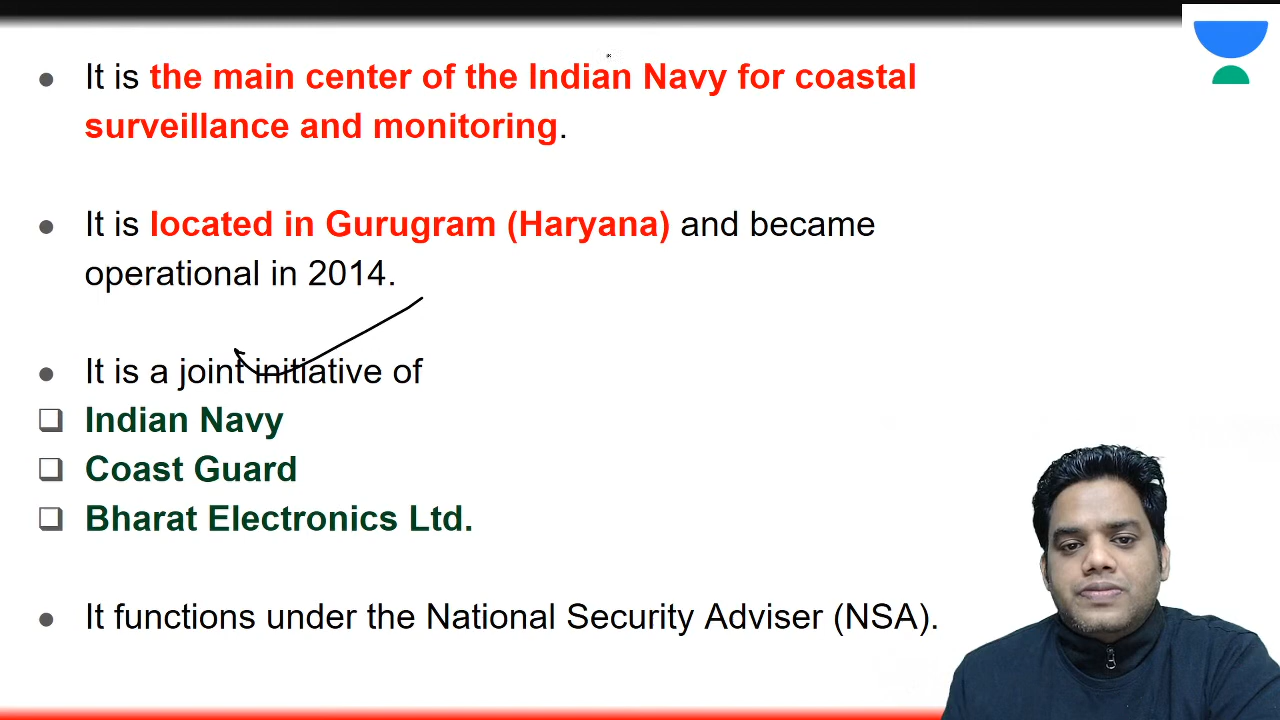 It is the main center of the Indian Navy for coastal
surveillance and monitoring.
It is located in Gurugram (Haryana) and became
operational in 2014.
It is a joint initiative of
Indian Navy
Coast Guard
Bharat Electronics Ltd.
It functions under the National Security Adviser (NSA).